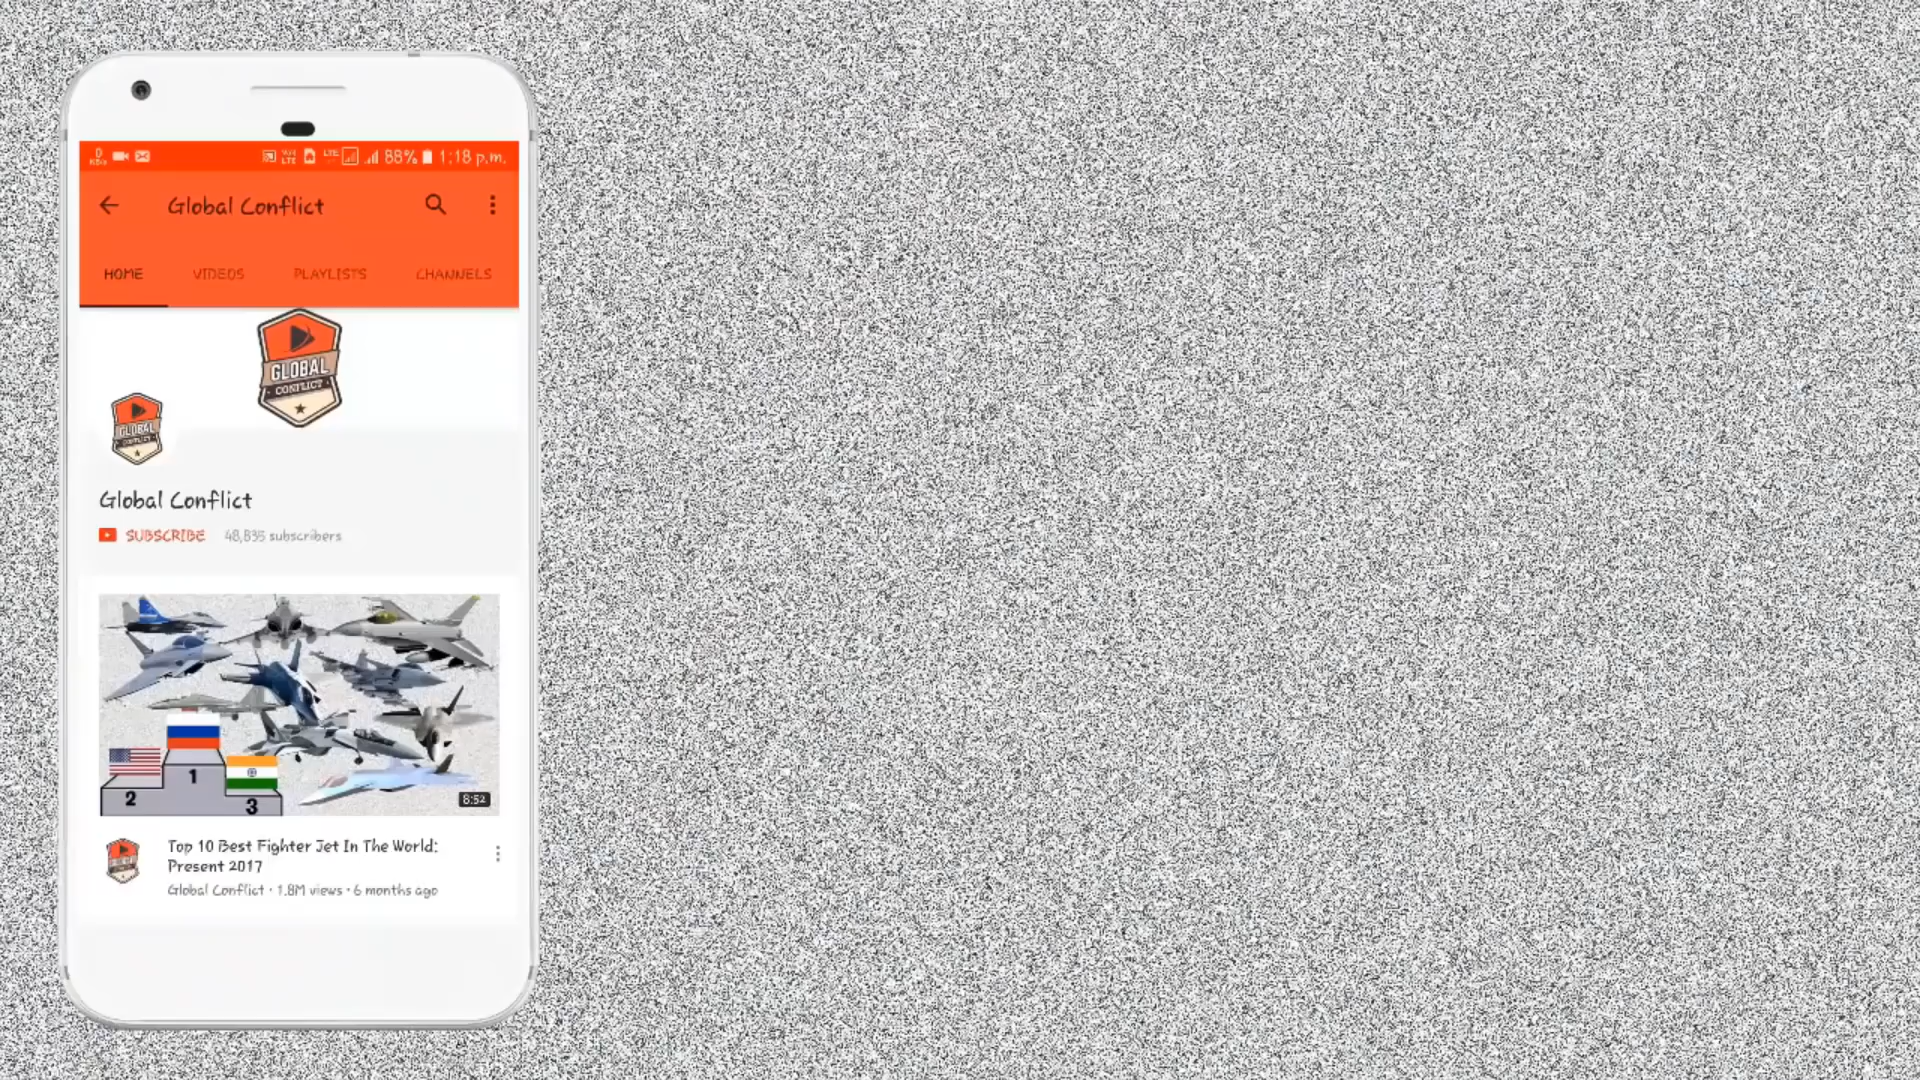 88% 1:18 p.m.
Global Conflict
HOME VIDEOS PLAYLISTS CHANNELS
GLOBAL
CONFLICT
GLOBAL
CONFLICT
Global Conflict
SUBSCRIBE 48,835 subscribers
1
2
3
8:52
Top 10 Best Fighter Jet In The World:
Present 2017
Global Conflict • 1.8M views • 6 months ago